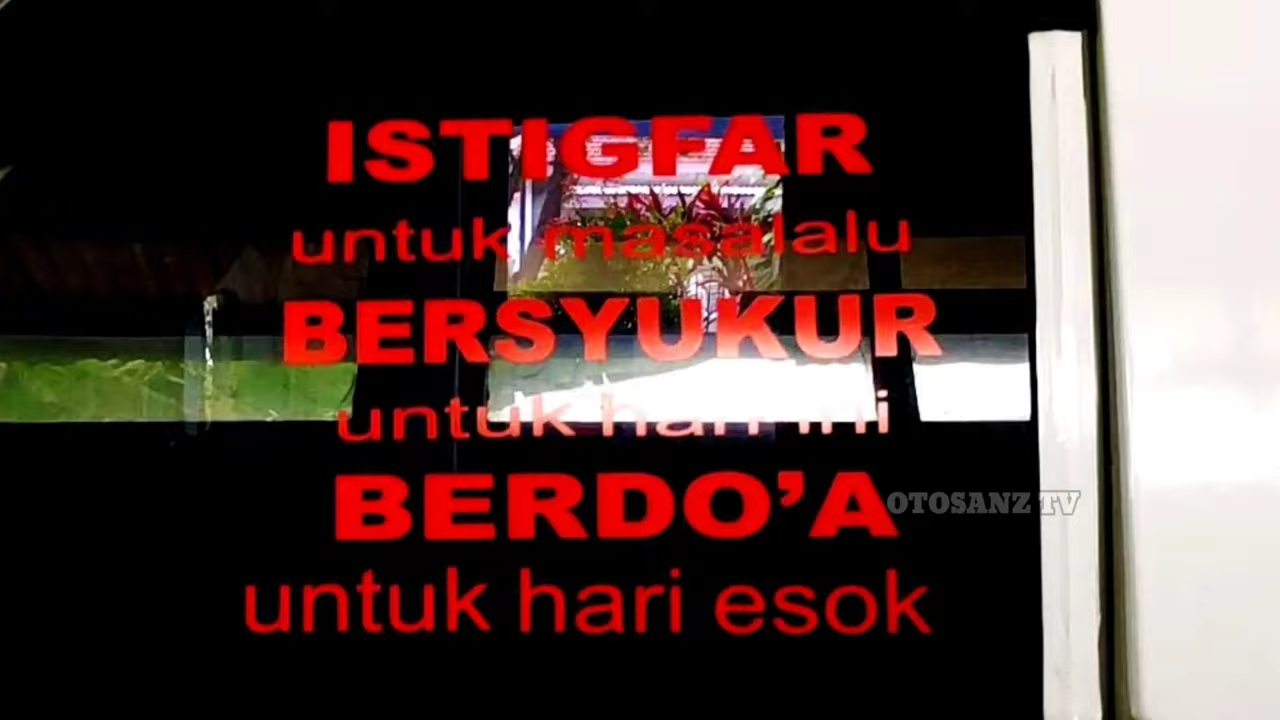 ISTIGFAR
untuk masalalu
BERSYUKUR
untuk hari ini
BERDO'A
OTOSANZ TV
untuk hari esok